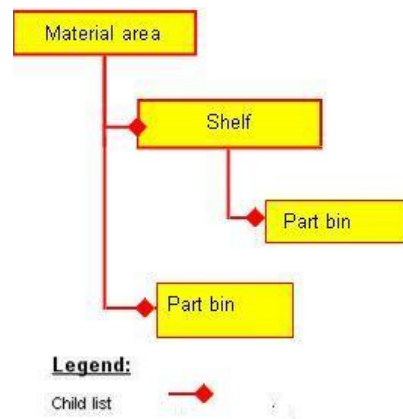 Material area
Shelf
Part bin
Part bin
Legend:
Child list